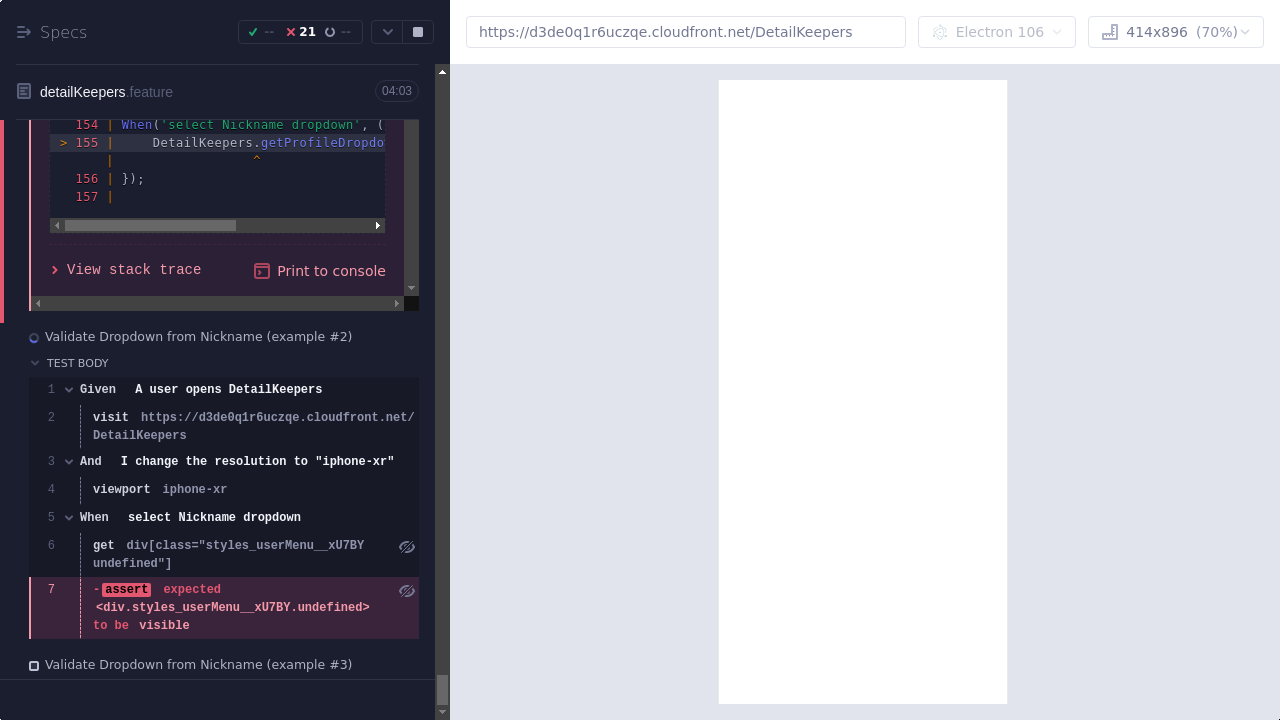 Specs
-- 21 --
https://d3de0q1r6uczqe.cloudfront.net/DetailKeepers
Electron 106
414x896 (70%)
detailKeepers.feature
04:03
154 | When('select Nickname dropdown', (
> 155 | DetailKeepers.getProfileDropdo
| ^
156 | });
157 |
View stack trace
Print to console
Validate Dropdown from Nickname (example #2)
TEST BODY
1 Given A user opens DetailKeepers
2 visit https://d3de0q1r6uczqe.cloudfront.net/
DetailKeepers
3 And I change the resolution to "iphone-xr"
4 viewport iphone-xr
5 When select Nickname dropdown
6 get div[class="styles_userMenu__xU7BY
undefined"]
7 -assert expected
<div.styles_userMenu__xU7BY.undefined>
to be visible
Validate Dropdown from Nickname (example #3)